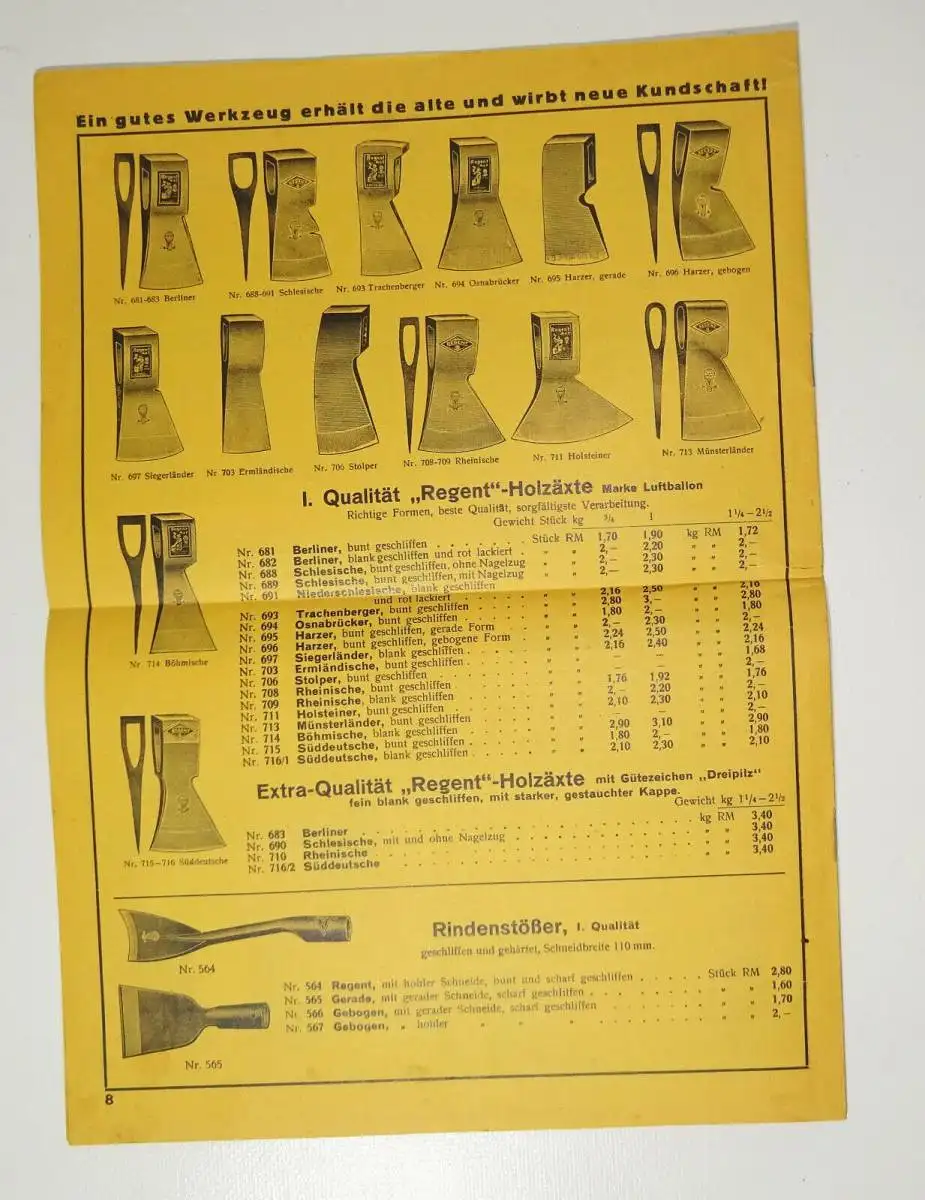 Ein gutes Werkzeug erhält die alte und wirbt neue Kundschaft!
Nr. 681-683 Berliner
Nr. 688-691 Schlesische
Nr. 693 Trachenberger
Nr. 694 Osnabrücker
Nr. 695 Harzer, gerade
Nr. 696 Harzer, gebogen
Nr. 697 Siegerländer
Nr. 703 Ermländische
Nr. 706 Stolper
Nr. 708-709 Rheinische
Nr. 711 Holsteiner
Nr. 713 Münsterländer
I. Qualität „Regent“-Holzäxte Marke Luftballon
Richtige Formen, beste Qualität, sorgfältigste Verarbeitung.
Gewicht Stück kg 3/4 1 1 1/4 – 2 1/2
Nr. 681 Berliner, bunt geschliffen . . . . . . . Stück RM 1,70 1,90 kg RM 1,72
Nr. 682 Berliner, blank geschliffen und rot lackiert . " " 2,– 2,20 " " 2,–
Nr. 688 Schlesische, bunt geschliffen, ohne Nagelzug " " 2,– 2,30 " " 2,–
Nr. 689 Schlesische, bunt geschliffen, mit Nagelzug " " 2,– 2,30 " " 2,–
Nr. 691 Niederschlesische, blank geschliffen
und rot lackiert . . . . " " 2,16 2,50 " " 2,16
Nr. 693 Trachenberger, bunt geschliffen . . . . " " 2,80 3,– " " 2,80
Nr. 694 Osnabrücker, bunt geschliffen . . . . . " " 1,80 2,– " " 1,80
Nr. 695 Harzer, bunt geschliffen, gerade Form . . " " 2,– 2,30 " " 2,–
Nr. 696 Harzer, bunt geschliffen, gebogene Form . " " 2,24 2,50 " " 2,24
Nr. 697 Siegerländer, blank geschliffen . . . . . " " 2,16 2,40 " " 2,16
Nr. 703 Ermländische, bunt geschliffen . . . . . " " – – " " 1,68
Nr. 706 Stolper, bunt geschliffen . . . . . . " " – – " " 2,–
Nr. 708 Rheinische, bunt geschliffen . . . . . " " 1,76 1,92 " " 1,76
Nr. 709 Rheinische, blank geschliffen . . . . . " " 2,– 2,20 " " 2,–
Nr. 711 Holsteiner, bunt geschliffen . . . . . . " " 2,10 2,30 " " 2,10
Nr. 713 Münsterländer, bunt geschliffen . . . . " " – – " " 2,–
Nr. 714 Böhmische, blank geschliffen . . . . . " " 2,90 3,10 " " 2,90
Nr. 715 Süddeutsche, bunt geschliffen . . . . . " " 1,80 2,– " " 1,80
Nr. 716/1 Süddeutsche, blank geschliffen . . . . . " " 2,10 2,30 " " 2,10
Nr. 714 Böhmische
Nr. 715-716 Süddeutsche
Extra-Qualität „Regent“-Holzäxte mit Gütezeichen „Dreipilz“
fein blank geschliffen, mit starker, gestauchter Kappe.
Gewicht kg 1 1/4 – 2 1/2
Nr. 683 Berliner . . . . . . . . . . . . kg RM 3,40
Nr. 690 Schlesische, mit und ohne Nagelzug . . . . . . . " " 3,40
Nr. 710 Rheinische . . . . . . . . . . . . " " 3,40
Nr. 716/2 Süddeutsche . . . . . . . . . . . . " " 3,40
Rindenstößer, I. Qualität
geschliffen und gehärtet, Schneidbreite 110 mm.
Nr. 564
Nr. 564 Regent, mit hohler Schneide, bunt und scharf geschliffen . . . . . Stück RM 2,80
Nr. 565 Gerade, mit gerader Schneide, scharf geschliffen . . . . . . . " " 1,60
Nr. 566 Gebogen, mit gerader Schneide, scharf geschliffen . . . . . . " " 1,70
Nr. 567 Gebogen, " hohler " " " . . . . . . " " 2,–
Nr. 565
8